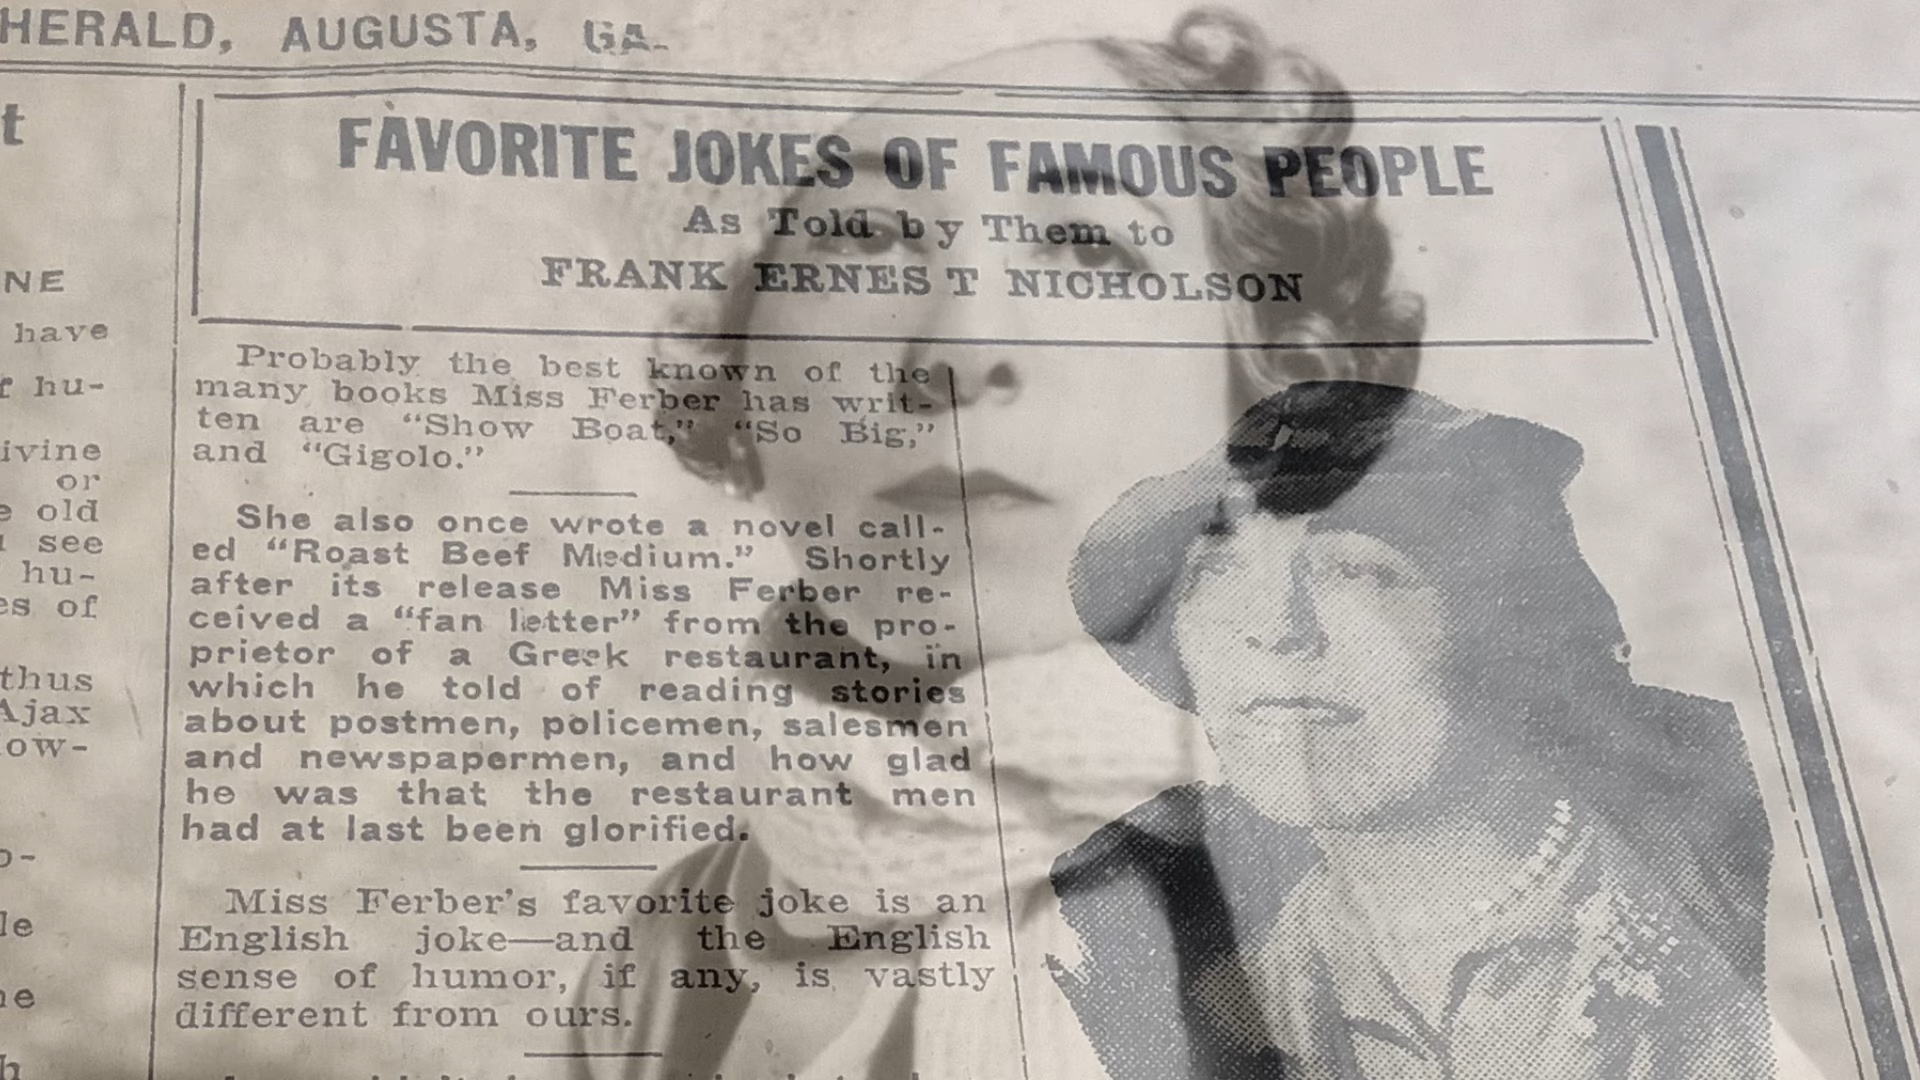 HERALD, AUGUSTA, GA.
t
NE
have
hu-
ivine
or
e old
see
hu-
es of
thus
Ajax
ow-
le
ne
h
FAVORITE JOKES OF FAMOUS PEOPLE
As Told by Them to
FRANK ERNEST NICHOLSON
Probably the best known of the
many books Miss Ferber has writ-
ten are “Show Boat,” “So Big,”
and “Gigolo.”
She also once wrote a novel call-
ed “Roast Beef Medium.” Shortly
after its release Miss Ferber re-
ceived a “fan letter” from the pro-
prietor of a Greek restaurant, in
which he told of reading stories
about postmen, policemen, salesmen
and newspapermen, and how glad
he was that the restaurant men
had at last been glorified.
Miss Ferber's favorite joke is an
English joke—and the English
sense of humor, if any, is vastly
different from ours.